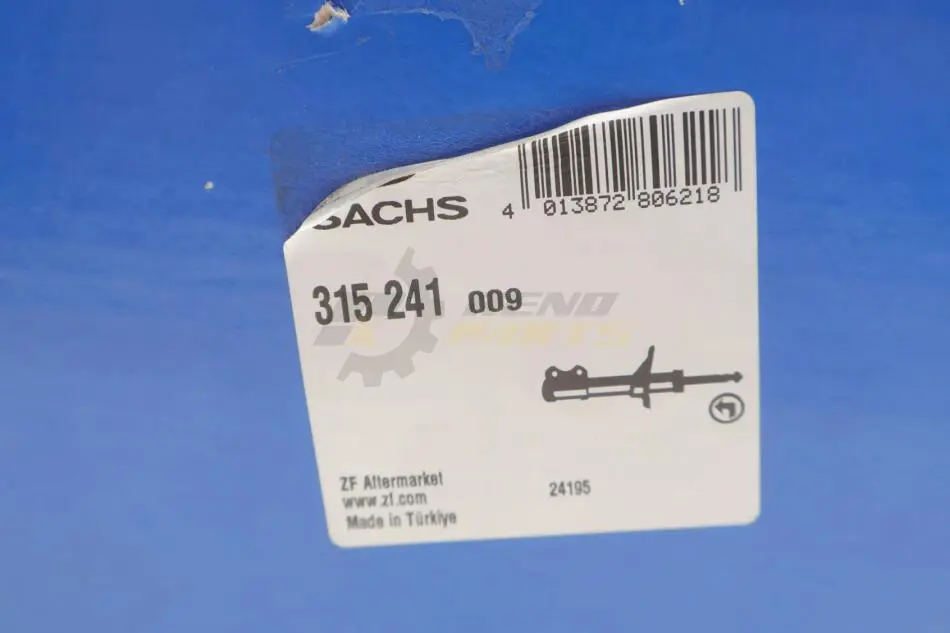 SACHS
4 013872 806218
315 241 009
ZF Aftermarket
www.zf.com
Made in Türkiye
24195